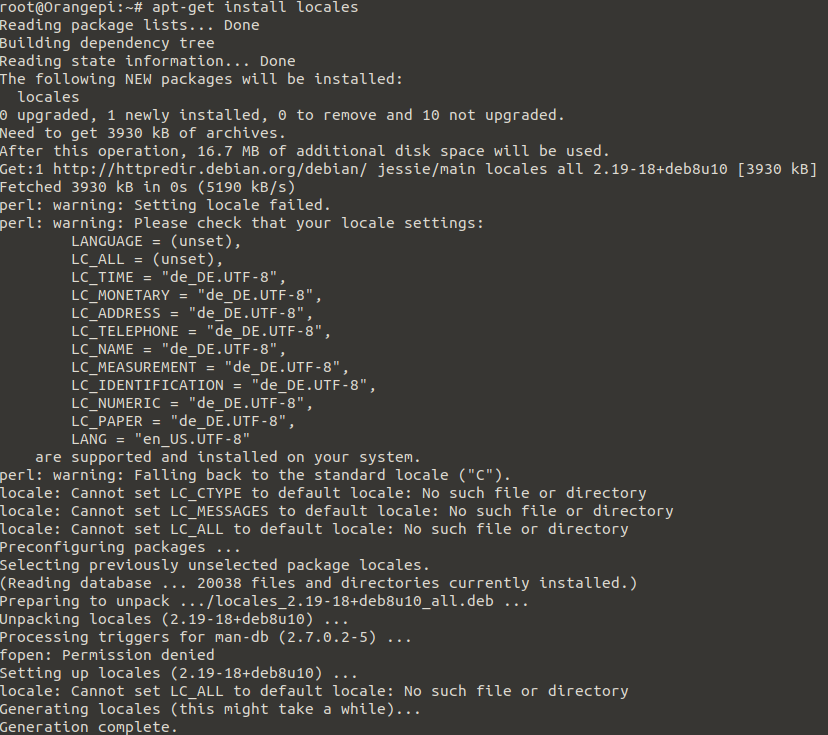 root@Orangepi:~# apt-get install locales
Reading package lists... Done
Building dependency tree
Reading state information... Done
The following NEW packages will be installed:
  locales
0 upgraded, 1 newly installed, 0 to remove and 10 not upgraded.
Need to get 3930 kB of archives.
After this operation, 16.7 MB of additional disk space will be used.
Get:1 http://httpredir.debian.org/debian/ jessie/main locales all 2.19-18+deb8u10 [3930 kB]
Fetched 3930 kB in 0s (5190 kB/s)
perl: warning: Setting locale failed.
perl: warning: Please check that your locale settings:
        LANGUAGE = (unset),
        LC_ALL = (unset),
        LC_TIME = "de_DE.UTF-8",
        LC_MONETARY = "de_DE.UTF-8",
        LC_ADDRESS = "de_DE.UTF-8",
        LC_TELEPHONE = "de_DE.UTF-8",
        LC_NAME = "de_DE.UTF-8",
        LC_MEASUREMENT = "de_DE.UTF-8",
        LC_IDENTIFICATION = "de_DE.UTF-8",
        LC_NUMERIC = "de_DE.UTF-8",
        LC_PAPER = "de_DE.UTF-8",
        LANG = "en_US.UTF-8"
    are supported and installed on your system.
perl: warning: Falling back to the standard locale ("C").
locale: Cannot set LC_CTYPE to default locale: No such file or directory
locale: Cannot set LC_MESSAGES to default locale: No such file or directory
locale: Cannot set LC_ALL to default locale: No such file or directory
Preconfiguring packages ...
Selecting previously unselected package locales.
(Reading database ... 20038 files and directories currently installed.)
Preparing to unpack .../locales_2.19-18+deb8u10_all.deb ...
Unpacking locales (2.19-18+deb8u10) ...
Processing triggers for man-db (2.7.0.2-5) ...
fopen: Permission denied
Setting up locales (2.19-18+deb8u10) ...
locale: Cannot set LC_ALL to default locale: No such file or directory
Generating locales (this might take a while)...
Generation complete.